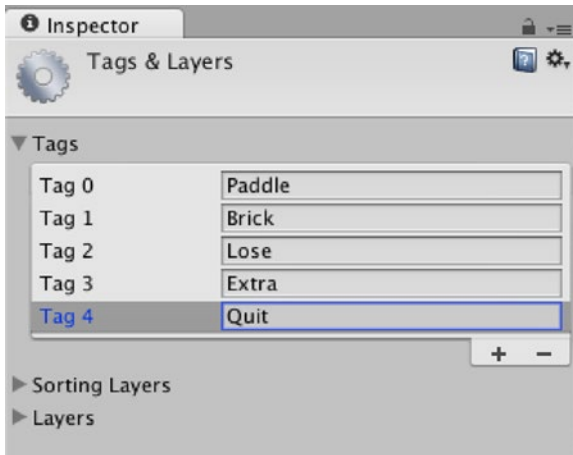 Inspector
Tags & Layers
Tags
Tag 0 Paddle
Tag 1 Brick
Tag 2 Lose
Tag 3 Extra
Tag 4 Quit
+ −
Sorting Layers
Layers